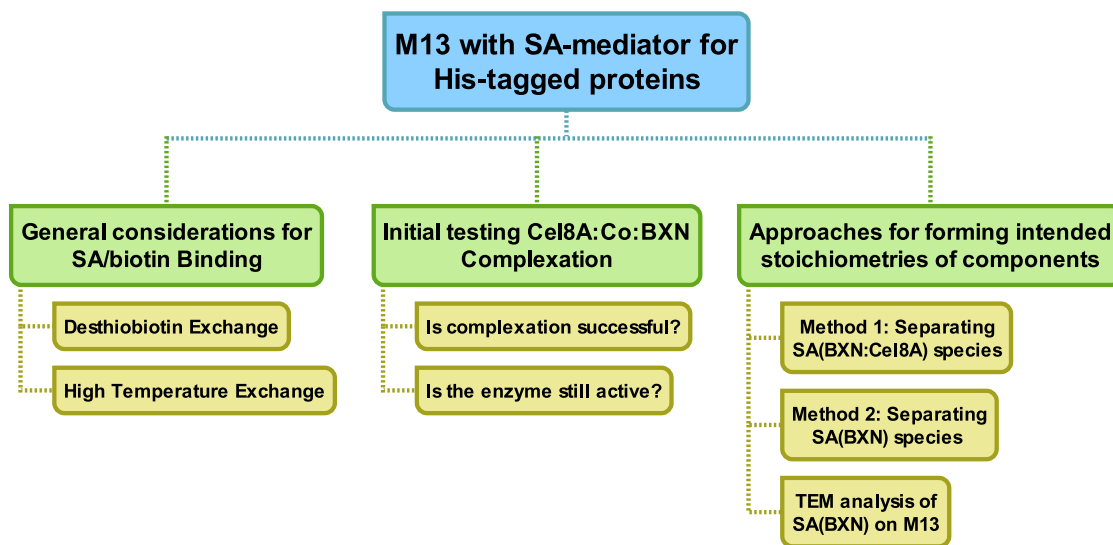 M13 with SA-mediator for
His-tagged proteins
General considerations for
SA/biotin Binding
Desthiobiotin Exchange
High Temperature Exchange
Initial testing Cel8A:Co:BXN
Complexation
Is complexation successful?
Is the enzyme still active?
Approaches for forming intended
stoichiometries of components
Method 1: Separating
SA(BXN:Cel8A) species
Method 2: Separating
SA(BXN) species
TEM analysis of
SA(BXN) on M13